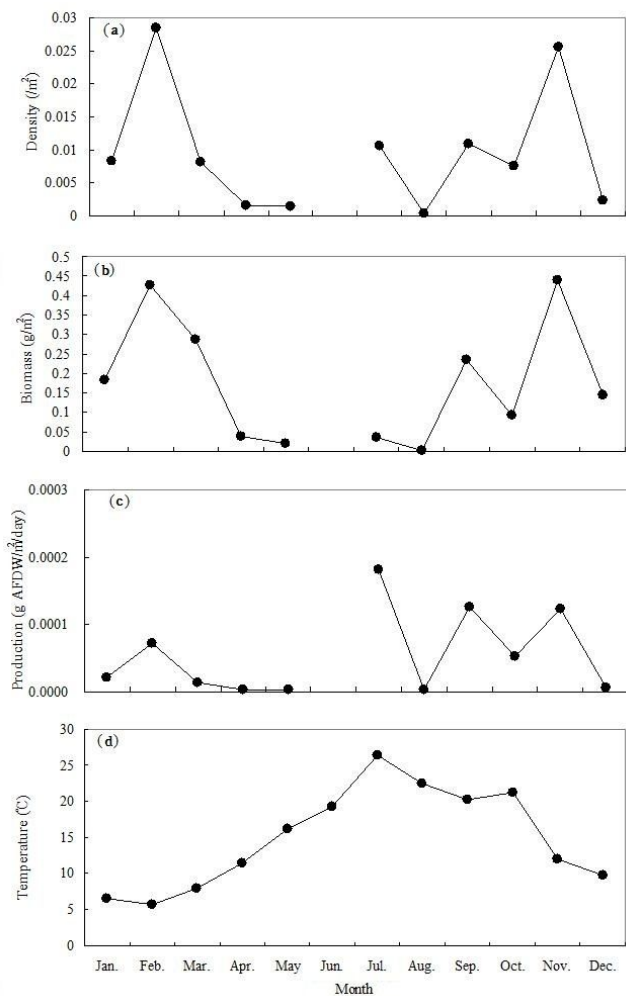 (a)
Density (/㎡)
0.03
0.025
0.02
0.015
0.01
0.005
0
(b)
Biomass (g/㎡)
0.5
0.45
0.4
0.35
0.3
0.25
0.2
0.15
0.1
0.05
0
(c)
Production (g AFDW/㎡/day)
0.0003
0.0002
0.0001
0.0000
(d)
Temperature (℃)
30
25
20
15
10
5
0
Jan. Feb. Mar. Apr. May Jun. Jul. Aug. Sep. Oct. Nov. Dec.
Month